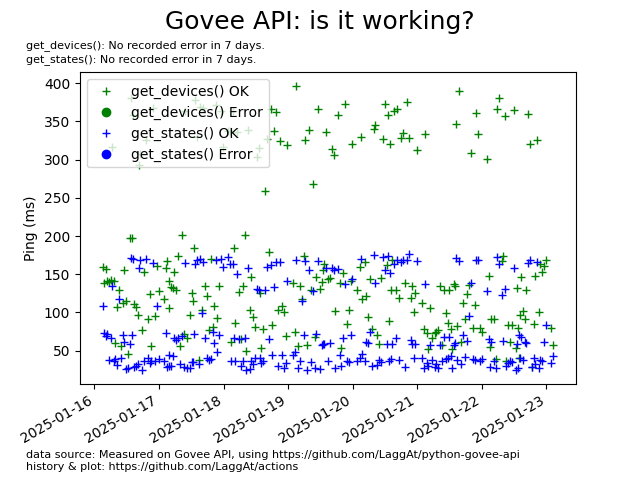 Govee API: is it working?
get_devices(): No recorded error in 7 days.
get_states(): No recorded error in 7 days.
400
350
300
250
200
150
100
50
Ping (ms)
get_devices() OK
get_devices() Error
get_states() OK
get_states() Error
2025-01-16
2025-01-17
2025-01-18
2025-01-19
2025-01-20
2025-01-21
2025-01-22
2025-01-23
data source: Measured on Govee API, using https://github.com/LaggAt/python-govee-api
history & plot: https://github.com/LaggAt/actions